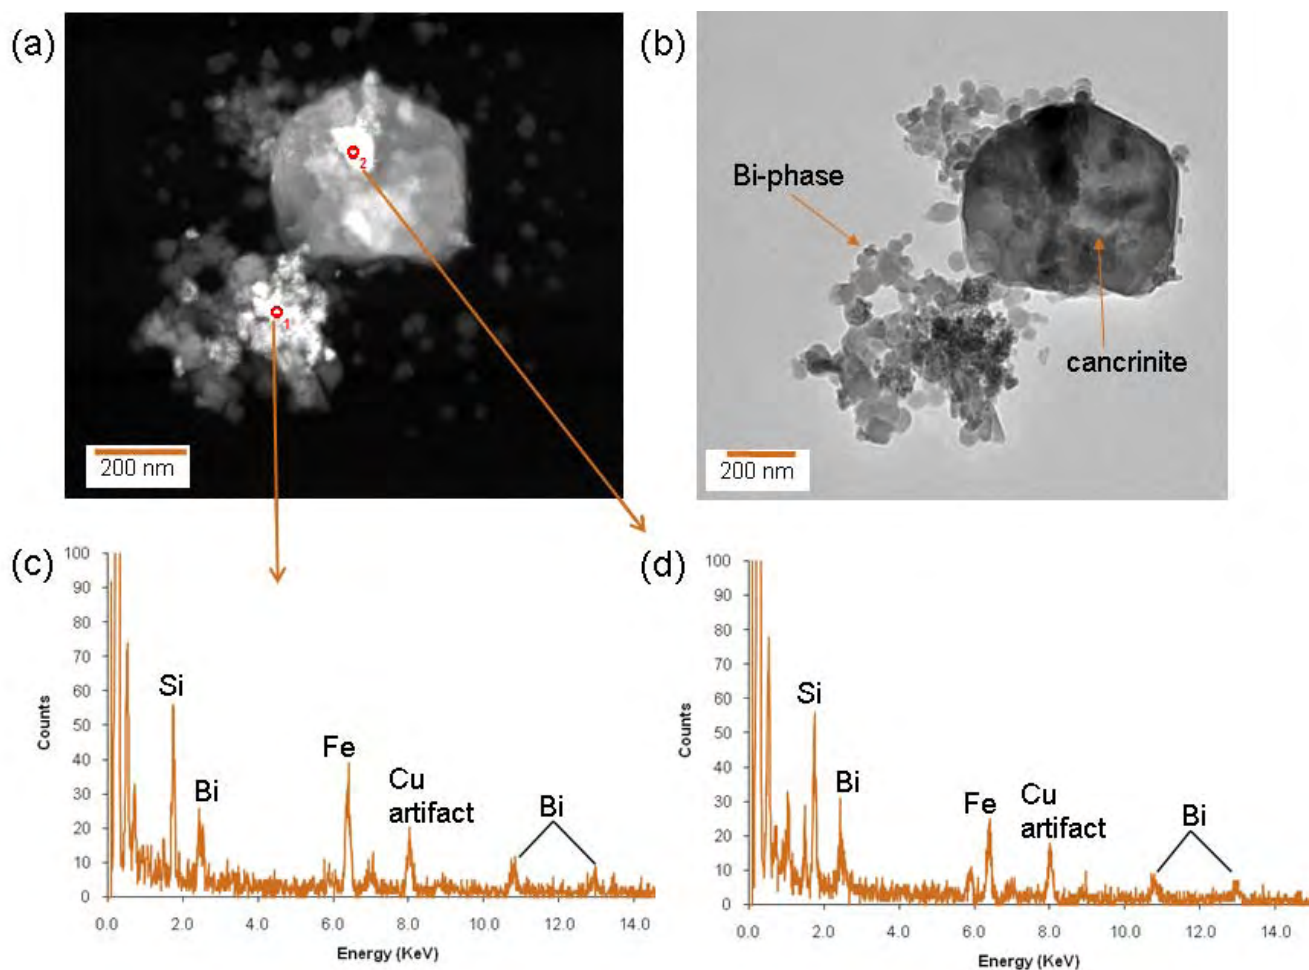 (a)
2
1
200 nm
(b)
Bi-phase
cancrinite
200 nm
(c)
100
90
80
70
60
50
40
30
20
10
0
Counts
Si
Bi
Fe
Cu
artifact
Bi
0.0 2.0 4.0 6.0 8.0 10.0 12.0 14.0
Energy (KeV)
(d)
100
90
80
70
60
50
40
30
20
10
0
Counts
Si
Bi
Fe
Cu
artifact
Bi
0.0 2.0 4.0 6.0 8.0 10.0 12.0 14.0
Energy (KeV)